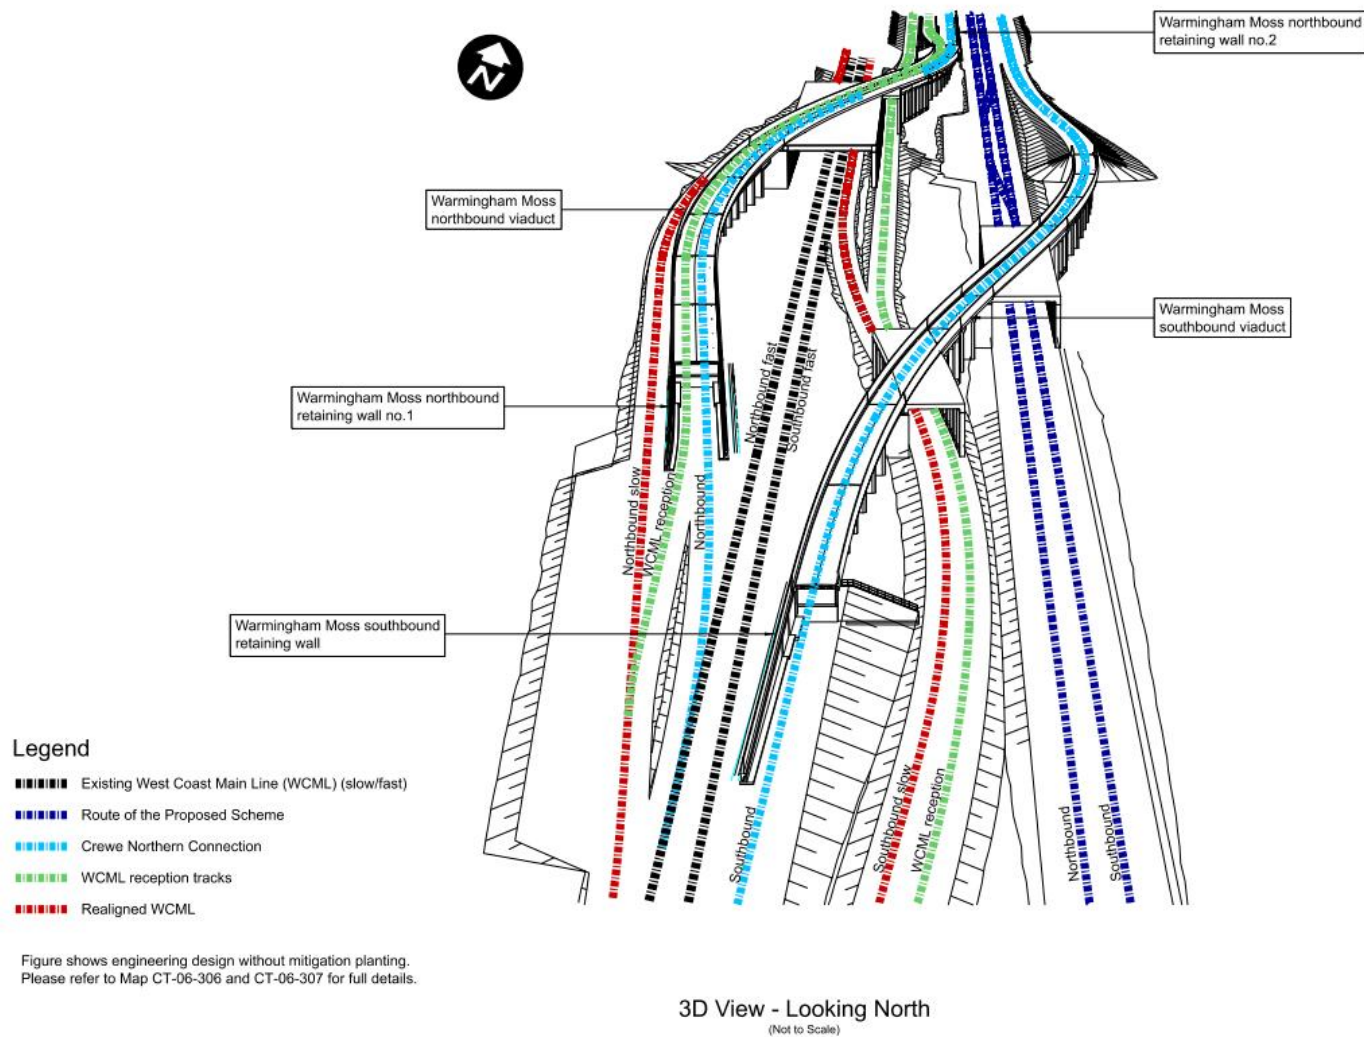 Warmingham Moss northbound
retaining wall no.2
N
Warmingham Moss
northbound viaduct
Warmingham Moss
southbound viaduct
Warmingham Moss northbound
retaining wall no.1
Northbound fast
Southbound fast
Northbound slow
WCML reception
Northbound
Warmingham Moss southbound
retaining wall
Southbound
Southbound slow
WCML reception
Northbound
Southbound
Legend
Existing West Coast Main Line (WCML) (slow/fast)
Route of the Proposed Scheme
Crewe Northern Connection
WCML reception tracks
Realigned WCML
Figure shows engineering design without mitigation planting.
Please refer to Map CT-06-306 and CT-06-307 for full details.
3D View - Looking North
(Not to Scale)